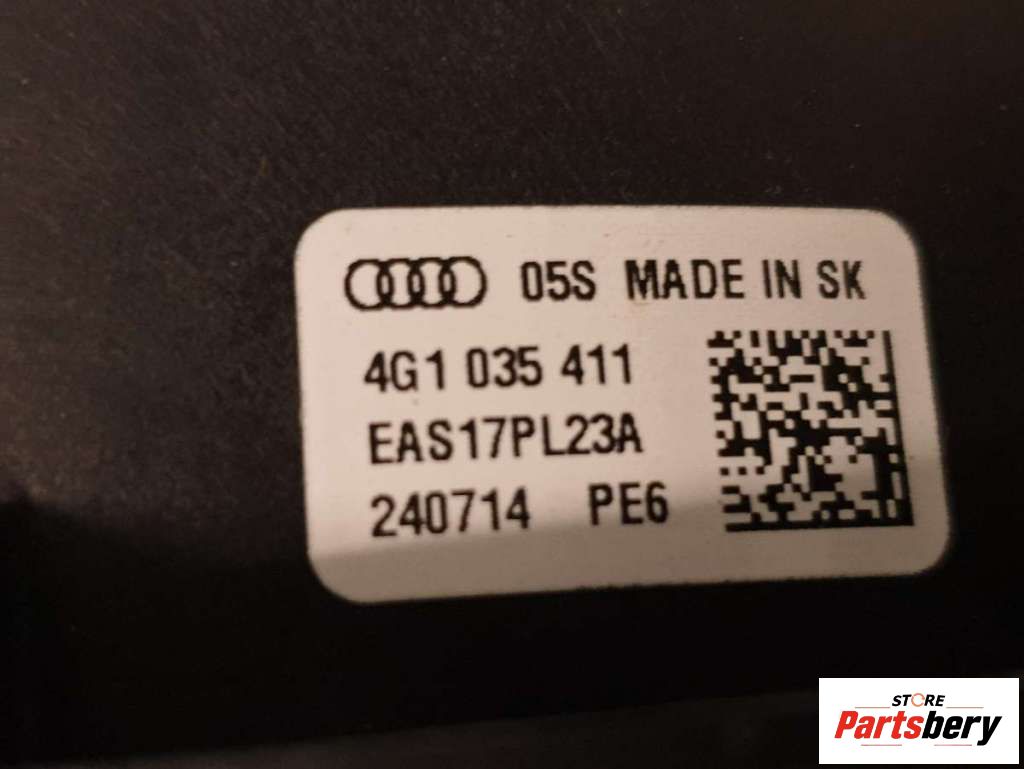 05S MADE IN SK
4G1 035 411
EAS17PL23A
240714 PE6
STORE
Partsbery